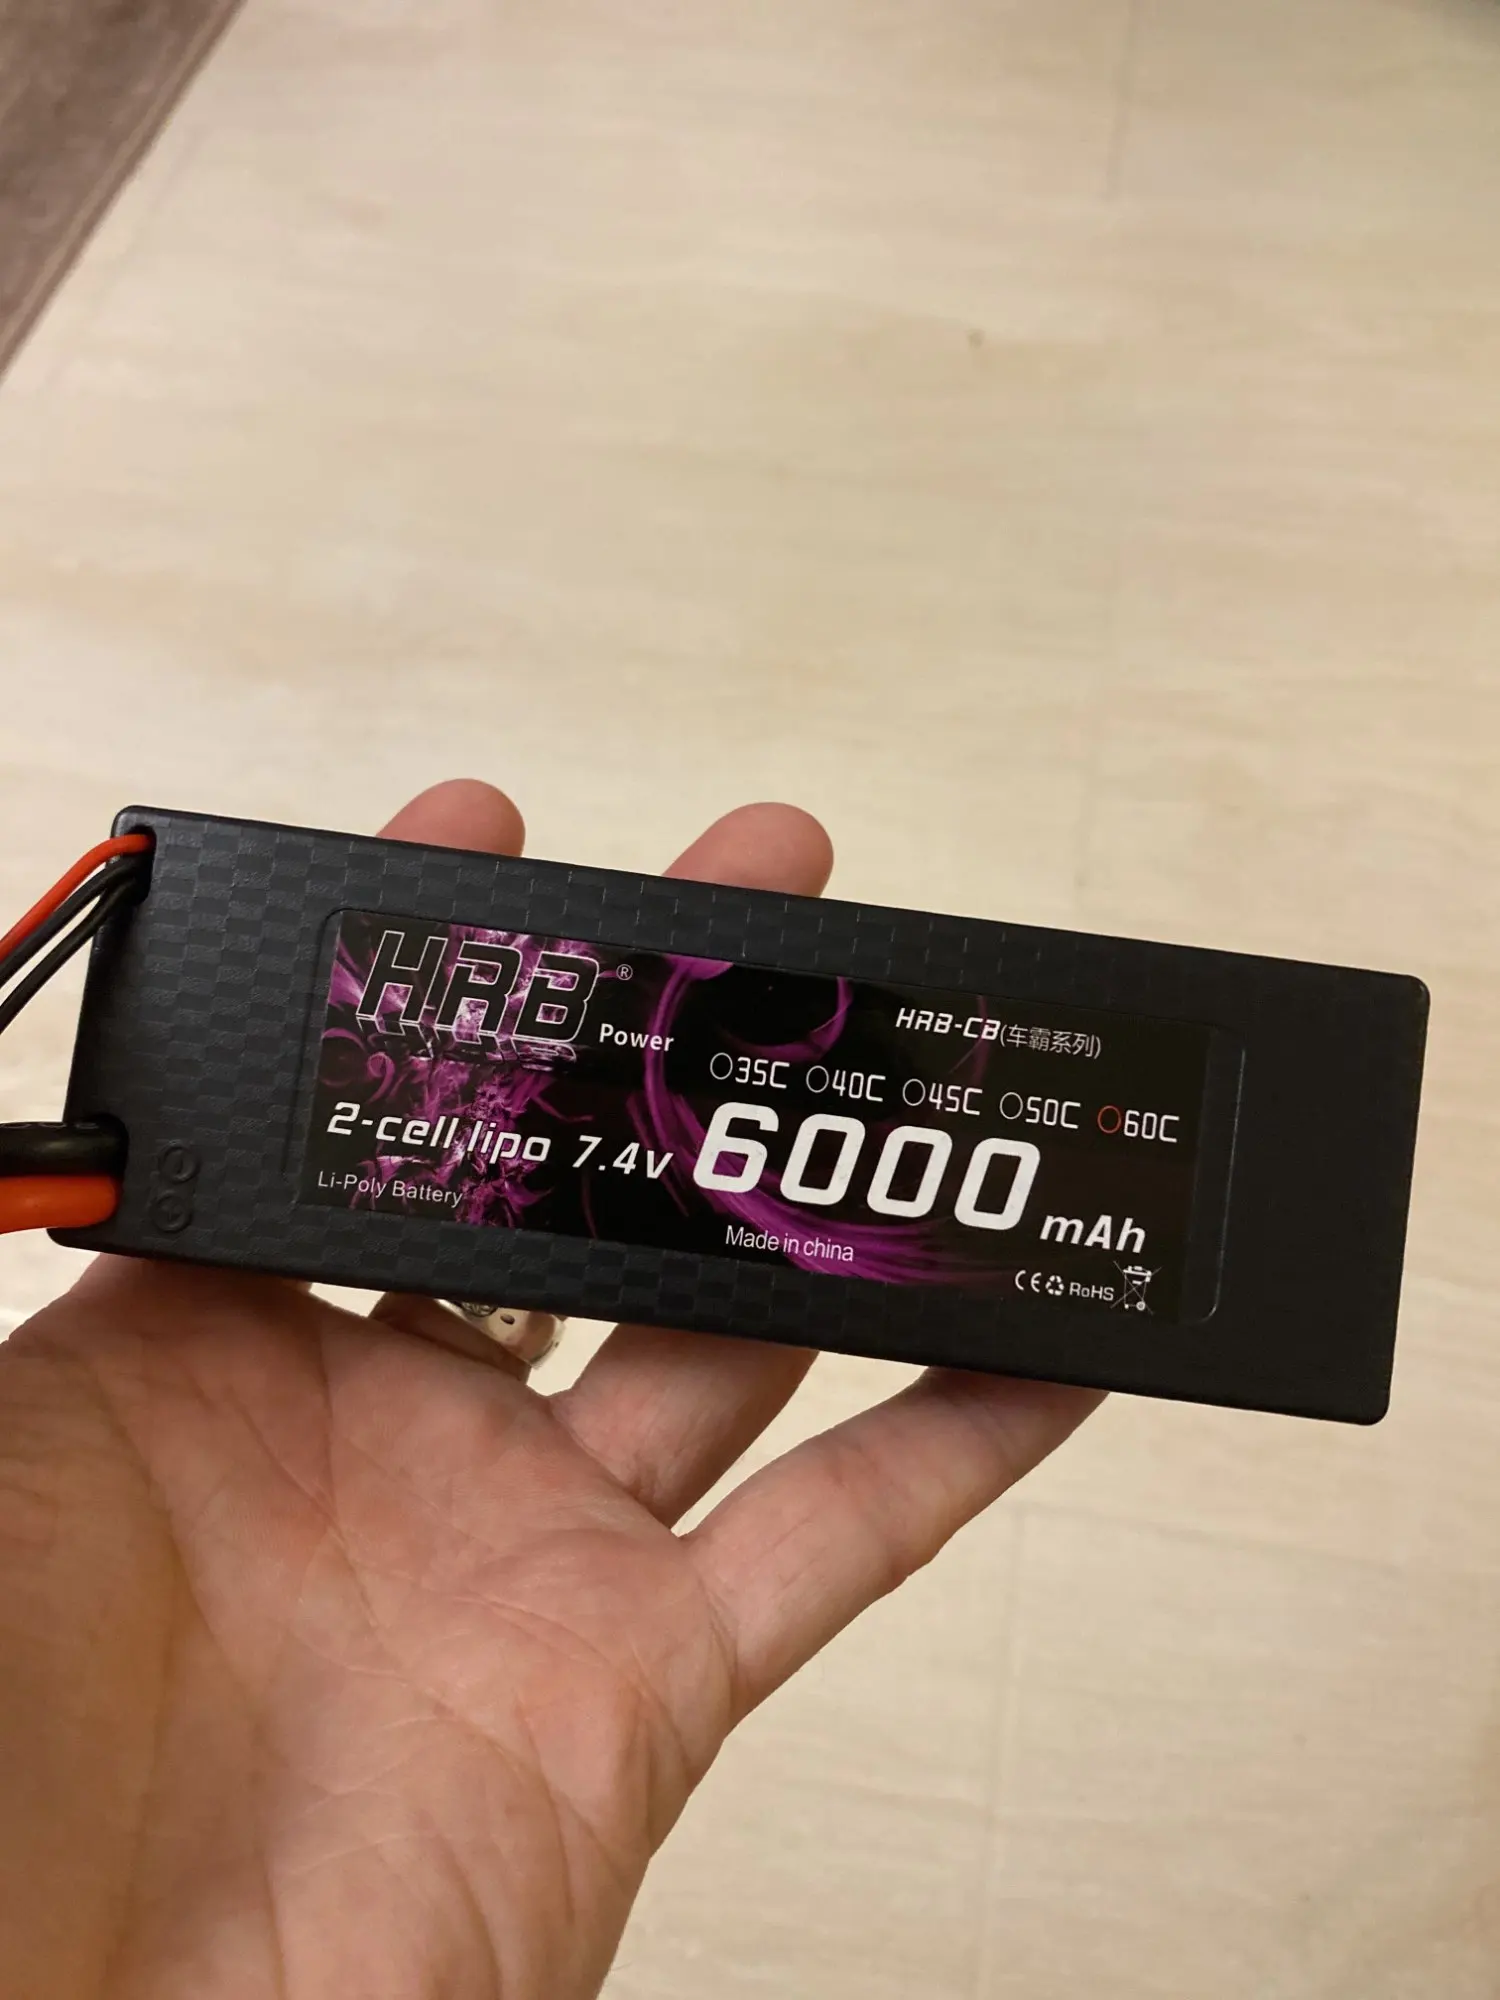 HRB® Power
HRB-CB(车霸系列)
35C 40C 45C 50C 60C
2-cell lipo 7.4V 6000 mAh
Li-Poly Battery
Made in china
CE RoHS